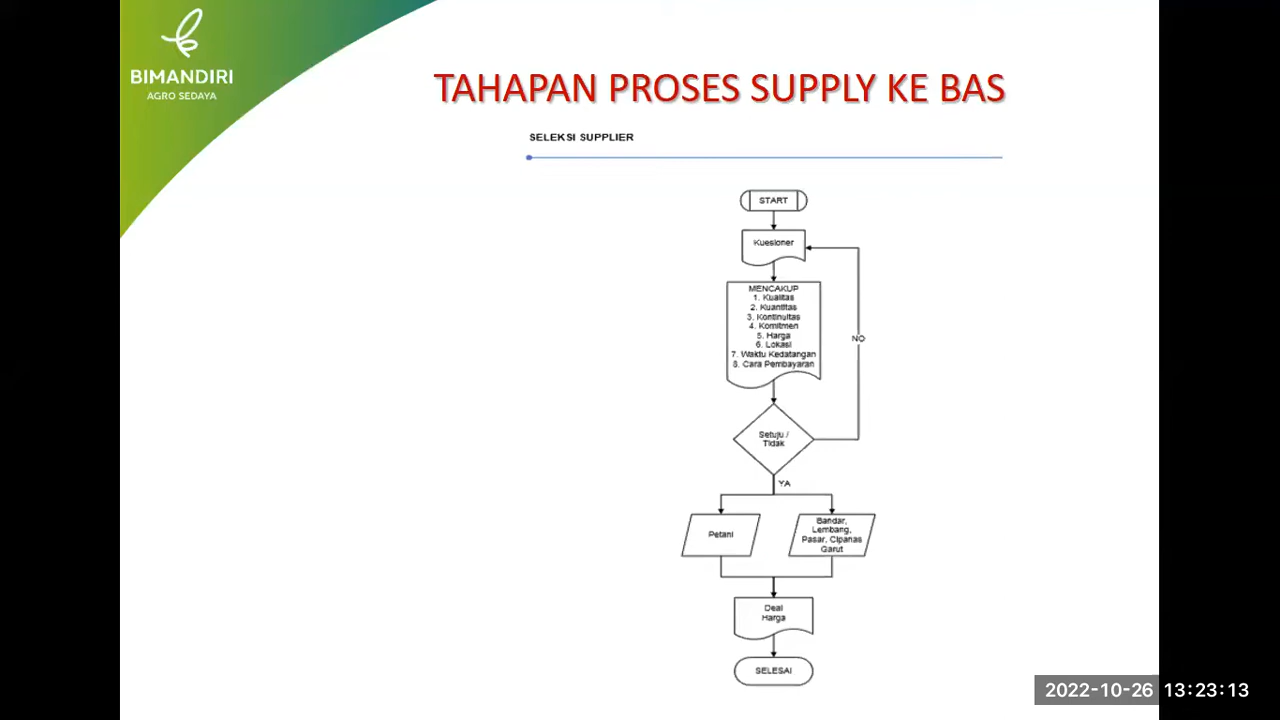 BIMANDIRI
AGRO SEDAYA
TAHAPAN PROSES SUPPLY KE BAS
SELEKSI SUPPLIER
START
Kuesioner
MENCAKUP
1. Kualitas
2. Kuantitas
3. Kontinuitas
4. Komitmen
5. Harga
6. Lokasi
7. Waktu Kedatangan
8. Cara Pembayaran
NO
Setuju /
Tidak
YA
Petani
Bandar,
Lembang,
Pasar, Cipanas
Garut
Deal
Harga
SELESAI
2022-10-26 13:23:13